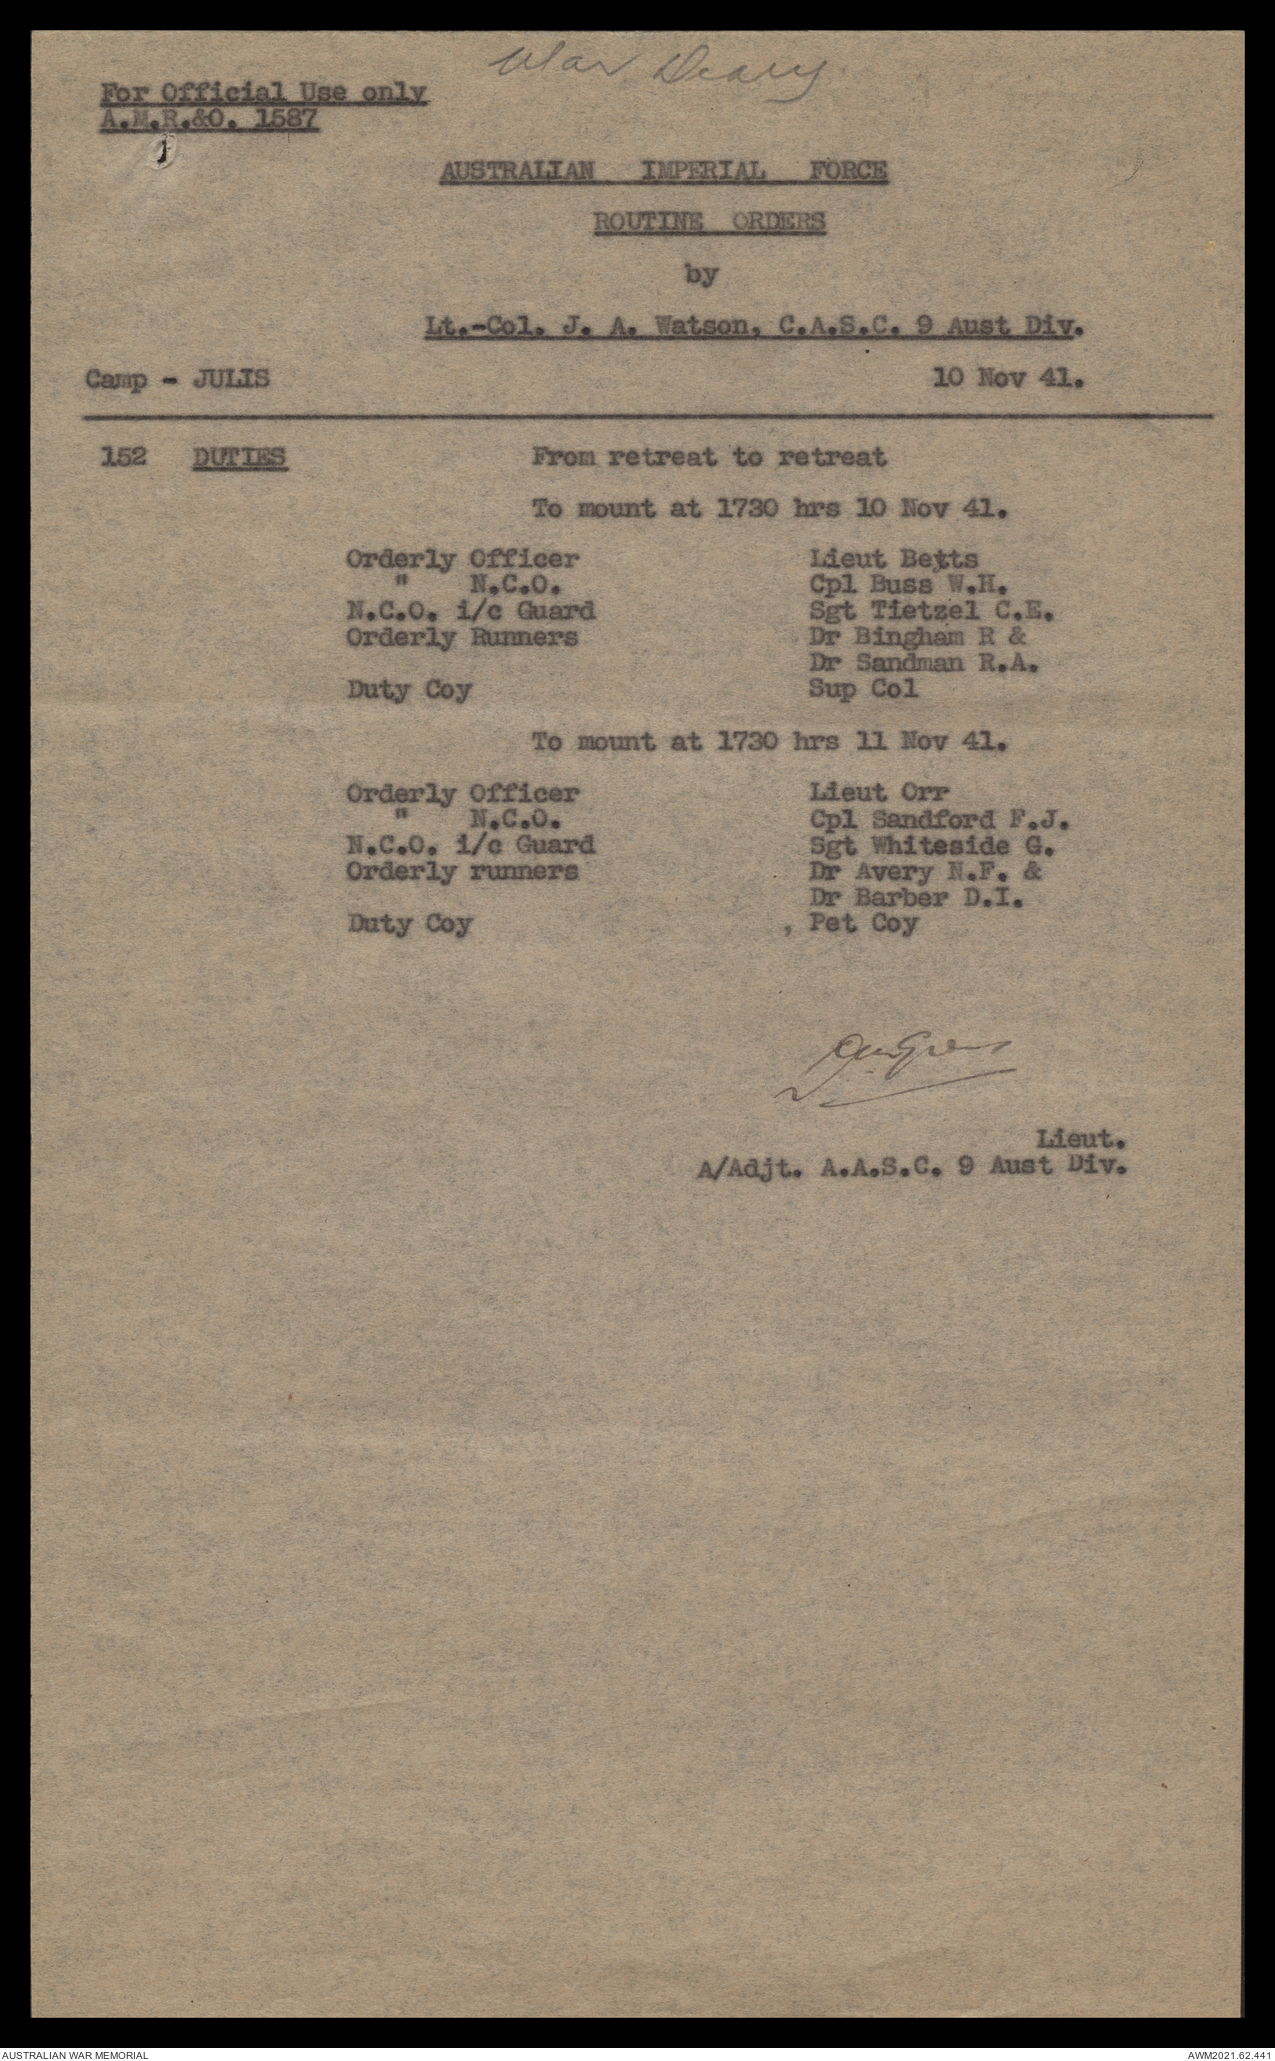 War Diary
For Official Use only
A.M.R.&O. 1587
AUSTRALIAN IMPERIAL FORCE
ROUTINE ORDERS
by
Lt.-Col. J. A. Watson, C.A.S.C. 9 Aust Div.
Camp - JULIS 10 Nov 41.
152 DUTIES From retreat to retreat
To mount at 1730 hrs 10 Nov 41.
Orderly Officer Lieut Betts
" N.C.O. Cpl Buss W.H.
N.C.O. i/c Guard Sgt Tietzel C.E.
Orderly Runners Dr Bingham R &
Dr Sandman R.A.
Duty Coy Sup Col
To mount at 1730 hrs 11 Nov 41.
Orderly Officer Lieut Orr
" N.C.O. Cpl Sandford F.J.
N.C.O. i/c Guard Sgt Whiteside G.
Orderly runners Dr Avery N.F. &
Dr Barber D.I.
Duty Coy , Pet Coy
Lieut.
A/Adjt. A.A.S.C. 9 Aust Div.
AUSTRALIAN WAR MEMORIAL AWM2021.62.441